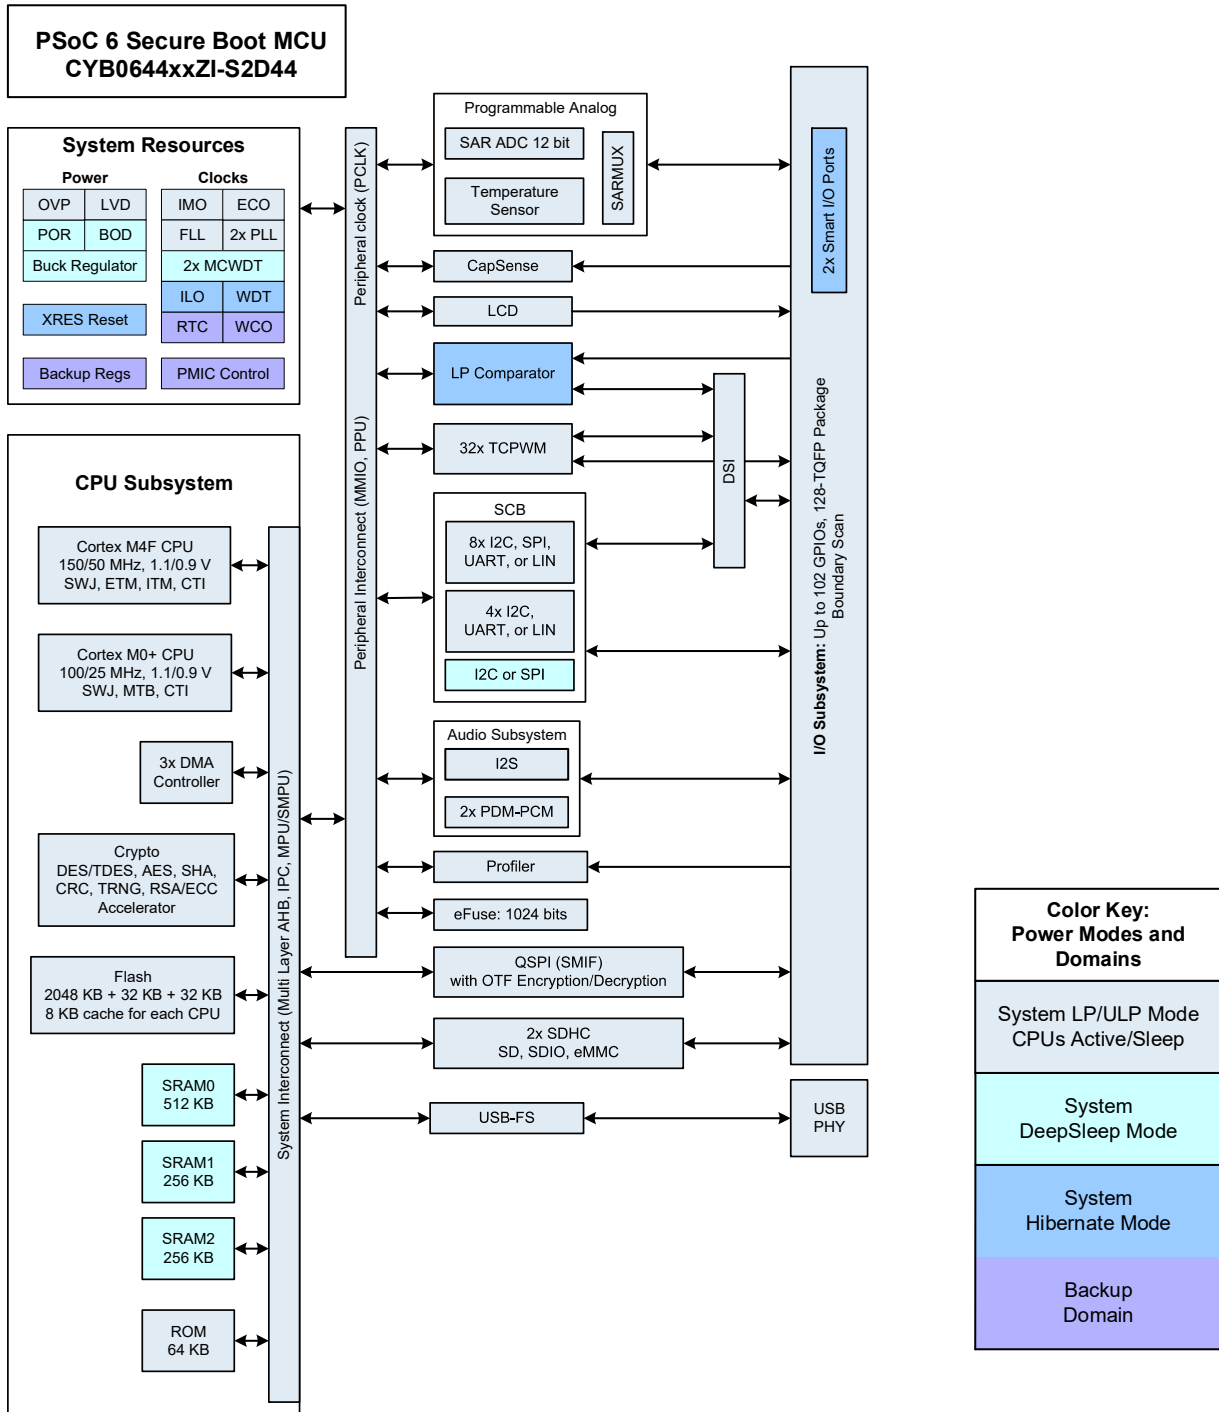 PSoC 6 Secure Boot MCU
CYB0644xxZI-S2D44
System Resources
Power
Clocks
OVP
LVD
IMO
ECO
POR
BOD
FLL
2x PLL
Buck Regulator
2x MCWDT
ILO
WDT
XRES Reset
RTC
WCO
Backup Regs
PMIC Control
CPU Subsystem
Cortex M4F CPU
150/50 MHz, 1.1/0.9 V
SWJ, ETM, ITM, CTI
Cortex M0+ CPU
100/25 MHz, 1.1/0.9 V
SWJ, MTB, CTI
3x DMA
Controller
Crypto
DES/TDES, AES, SHA,
CRC, TRNG, RSA/ECC
Accelerator
Flash
2048 KB + 32 KB + 32 KB
8 KB cache for each CPU
SRAM0
512 KB
SRAM1
256 KB
SRAM2
256 KB
ROM
64 KB
System Interconnect (Multi Layer AHB, IPC, MPU/SMPU)
Peripheral clock (PCLK)
Peripheral Interconnect (MMIO, PPU)
Programmable Analog
SAR ADC 12 bit
Temperature
Sensor
SARMUX
CapSense
LCD
LP Comparator
32x TCPWM
DSI
SCB
8x I2C, SPI,
UART, or LIN
4x I2C,
UART, or LIN
I2C or SPI
Audio Subsystem
I2S
2x PDM-PCM
Profiler
eFuse: 1024 bits
QSPI (SMIF)
with OTF Encryption/Decryption
2x SDHC
SD, SDIO, eMMC
USB-FS
2x Smart I/O Ports
I/O Subsystem: Up to 102 GPIOs, 128-TQFP Package
Boundary Scan
USB
PHY
Color Key:
Power Modes and
Domains
System LP/ULP Mode
CPUs Active/Sleep
System
DeepSleep Mode
System
Hibernate Mode
Backup
Domain